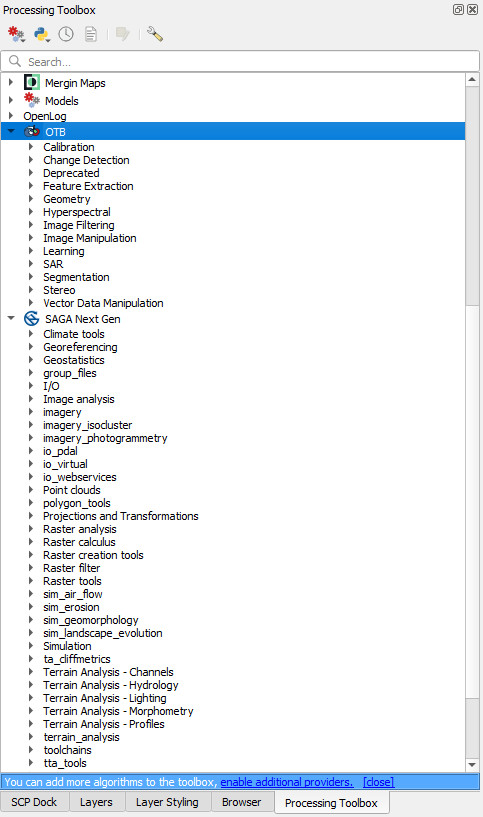 Processing Toolbox
Search...
Mergin Maps
Models
OpenLog
OTB
Calibration
Change Detection
Deprecated
Feature Extraction
Geometry
Hyperspectral
Image Filtering
Image Manipulation
Learning
SAR
Segmentation
Stereo
Vector Data Manipulation
SAGA Next Gen
Climate tools
Georeferencing
Geostatistics
group_files
I/O
Image analysis
imagery
imagery_isocluster
imagery_photogrammetry
io_pdal
io_virtual
io_webservices
Point clouds
polygon_tools
Projections and Transformations
Raster analysis
Raster calculus
Raster creation tools
Raster filter
Raster tools
sim_air_flow
sim_erosion
sim_geomorphology
sim_landscape_evolution
Simulation
ta_cliffmetrics
Terrain Analysis - Channels
Terrain Analysis - Hydrology
Terrain Analysis - Lighting
Terrain Analysis - Morphometry
Terrain Analysis - Profiles
terrain_analysis
toolchains
tta_tools
You can add more algorithms to the toolbox, enable additional providers. [close]
SCP Dock Layers Layer Styling Browser Processing Toolbox